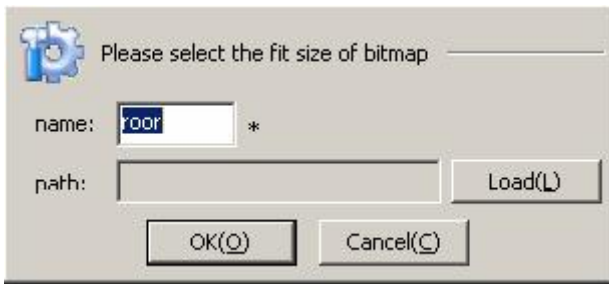 Please select the fit size of bitmap
name: roor *
path: Load(L)
OK(O) Cancel(C)